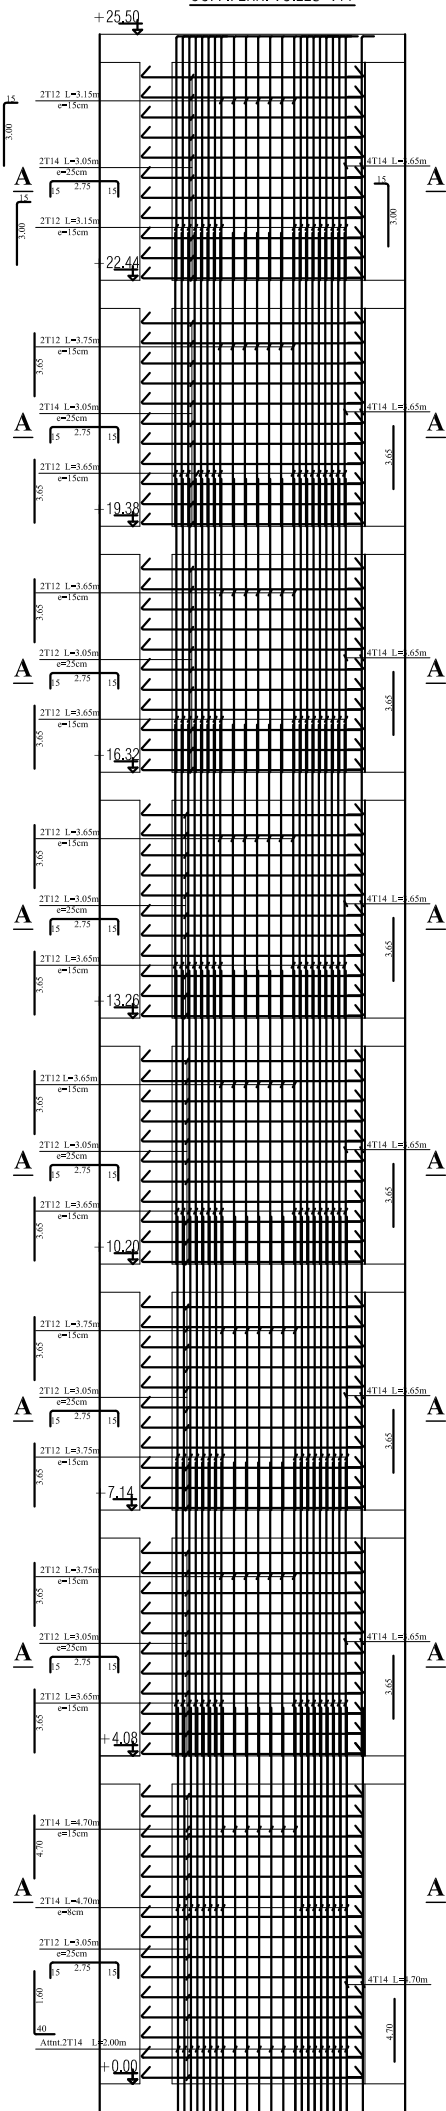 +25.50
2T12 L=3.15m
e=15cm
15
3.00
2T14 L=3.05m
e=25cm
4T14 L=3.65m
A
15 2.75 15
A
15
3.00
15
3.00
2T12 L=3.15m
e=15cm
22.44
2T12 L=3.75m
e=15cm
3.65
2T14 L=3.05m
e=25cm
4T14 L=3.65m
A
15 2.75 15
A
3.65
2T12 L=3.65m
e=15cm
3.65
19.38
2T12 L=3.65m
e=15cm
3.65
2T12 L=3.05m
e=25cm
4T14 L=3.65m
A
15 2.75 15
A
3.65
2T12 L=3.65m
e=15cm
3.65
16.32
2T12 L=3.65m
e=15cm
3.65
2T12 L=3.05m
e=25cm
4T14 L=3.65m
A
15 2.75 15
A
3.65
2T12 L=3.65m
e=15cm
3.65
13.26
2T12 L=3.65m
e=15cm
3.65
2T12 L=3.05m
e=25cm
4T14 L=3.65m
A
15 2.75 15
A
3.65
2T12 L=3.65m
e=15cm
3.65
10.20
2T12 L=3.75m
e=15cm
3.65
2T12 L=3.05m
e=25cm
4T14 L=3.65m
A
15 2.75 15
A
3.65
2T12 L=3.75m
e=15cm
3.65
7.14
2T12 L=3.75m
e=15cm
3.65
2T12 L=3.05m
e=25cm
4T14 L=3.65m
A
15 2.75 15
A
3.65
2T12 L=3.65m
e=15cm
3.65
+4.08
2T14 L=4.70m
e=15cm
4.70
A
A
2T14 L=4.70m
e=8cm
2T12 L=3.05m
e=25cm
15 2.75 15
4T14 L=4.70m
1.60
40
4.70
Attnt.2T14 L=2.00m
+0.00